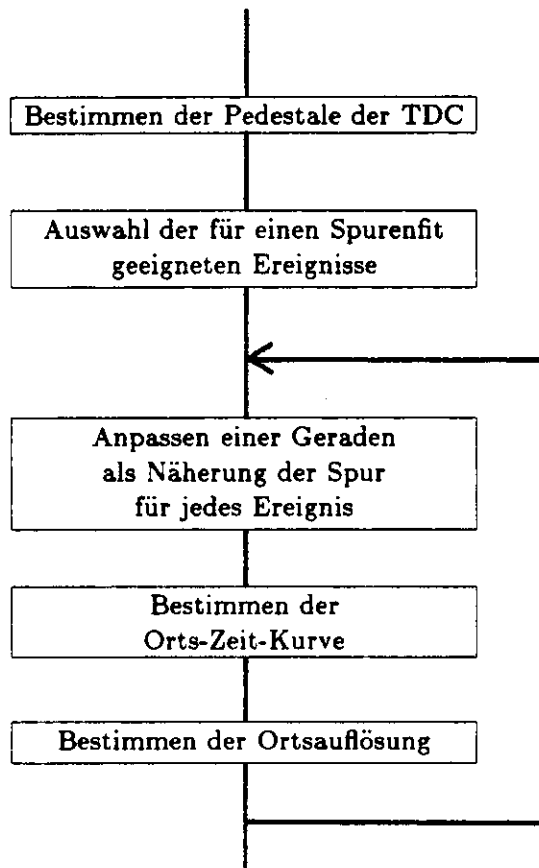 Bestimmen der Pedestale der TDC
Auswahl der für einen Spurenfit
geeigneten Ereignisse
Anpassen einer Geraden
als Näherung der Spur
für jedes Ereignis
Bestimmen der
Orts-Zeit-Kurve
Bestimmen der Ortsauflösung